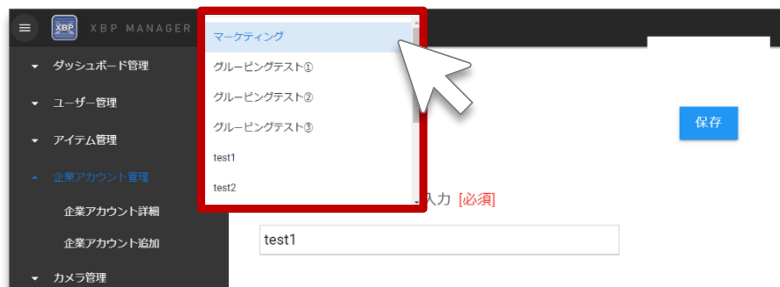 XBP XBP MANAGER
マーケティング
グルーピングテスト①
グルーピングテスト②
グルーピングテスト③
test1
test2
ダッシュボード管理
ユーザー管理
アイテム管理
企業アカウント管理
企業アカウント詳細
企業アカウント追加
カメラ管理
保存
入力 [必須]
test1